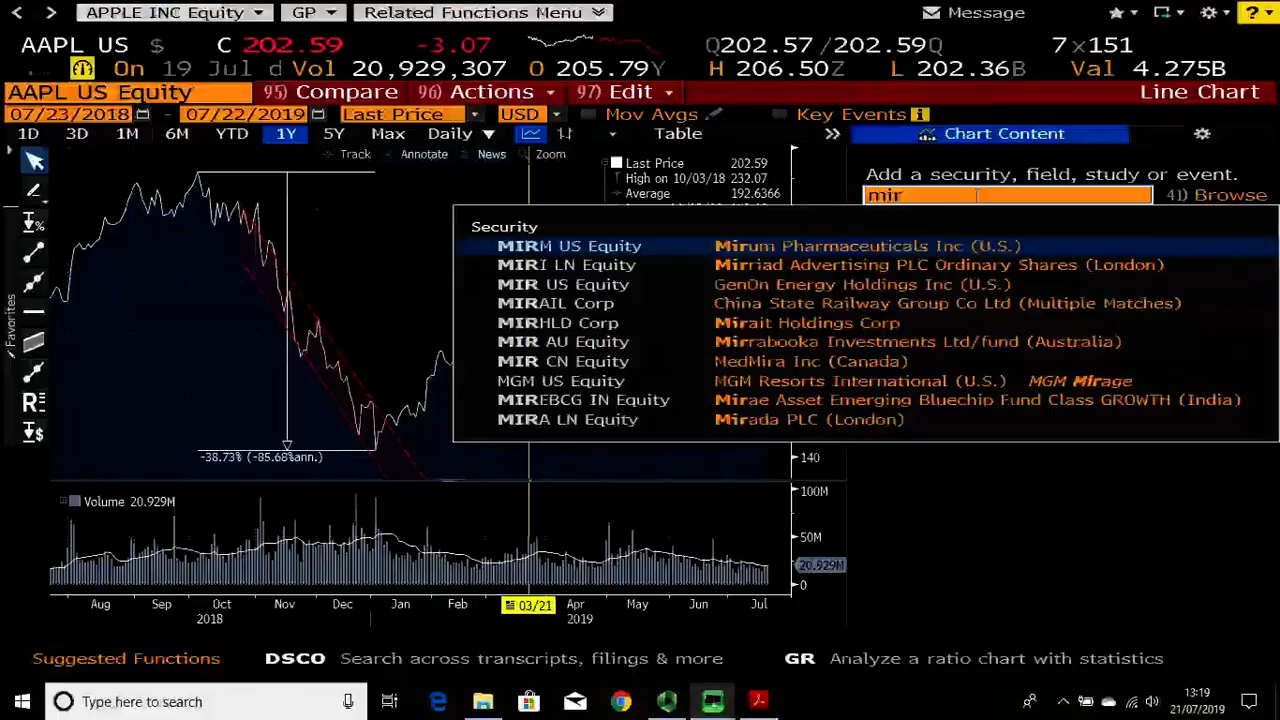 APPLE INC Equity GP Related Functions Menu Message
AAPL US $ C 202.59 -3.07 Q202.57 /202.59Q 7x151
On 19 Jul d Vol 20,929,307 O 205.79Y H 206.50Z L 202.36B Val 4.275B
AAPL US Equity 95) Compare 96) Actions 97) Edit Line Chart
07/23/2018 - 07/22/2019 Last Price USD Mov Avgs Key Events
1D 3D 1M 6M YTD 1Y 5Y Max Daily Table Chart Content
Track Annotate News Zoom
Last Price 202.59
High on 10/03/18 232.07
Average 192.6366
Add a security, field, study or event.
mir 41) Browse
Security
MIRM US Equity Mirum Pharmaceuticals Inc (U.S.)
MIRI LN Equity Mirriad Advertising PLC Ordinary Shares (London)
MIR US Equity GenOn Energy Holdings Inc (U.S.)
MIRAIL Corp China State Railway Group Co Ltd (Multiple Matches)
MIRHLD Corp Mirait Holdings Corp
MIR AU Equity Mirrabooka Investments Ltd/fund (Australia)
MIR CN Equity MedMira Inc (Canada)
MGM US Equity MGM Resorts International (U.S.) MGM Mirage
MIREBCG IN Equity Mirae Asset Emerging Bluechip Fund Class GROWTH (India)
MIRA LN Equity Mirada PLC (London)
Favorites
-38.73% (-85.68%ann.)
140
Volume 20.929M
100M
50M
20.929M
0
Aug Sep Oct Nov Dec Jan Feb 03/21 Apr May Jun Jul
2018 2019
Suggested Functions DSCO Search across transcripts, filings & more GR Analyze a ratio chart with statistics
Type here to search
13:19
21/07/2019